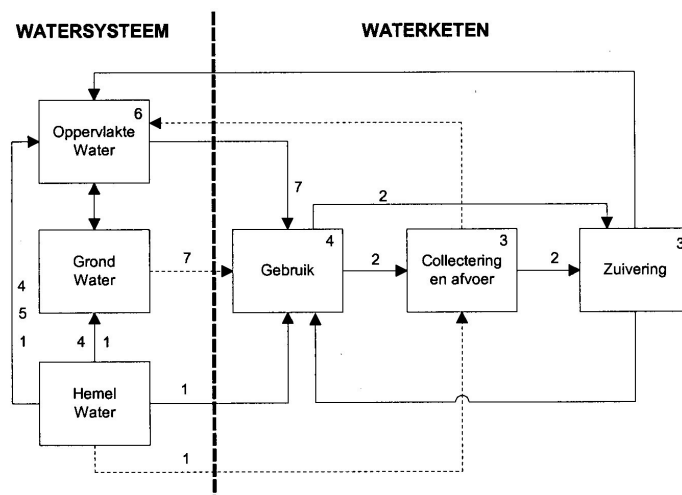 WATERSYSTEEM
WATERKETEN
6
Oppervlakte
Water
7
2
Grond
Water
7
4
Gebruik
2
3
Collectering
en afvoer
2
3
Zuivering
4
5
1
4 1
Hemel
Water
1
1